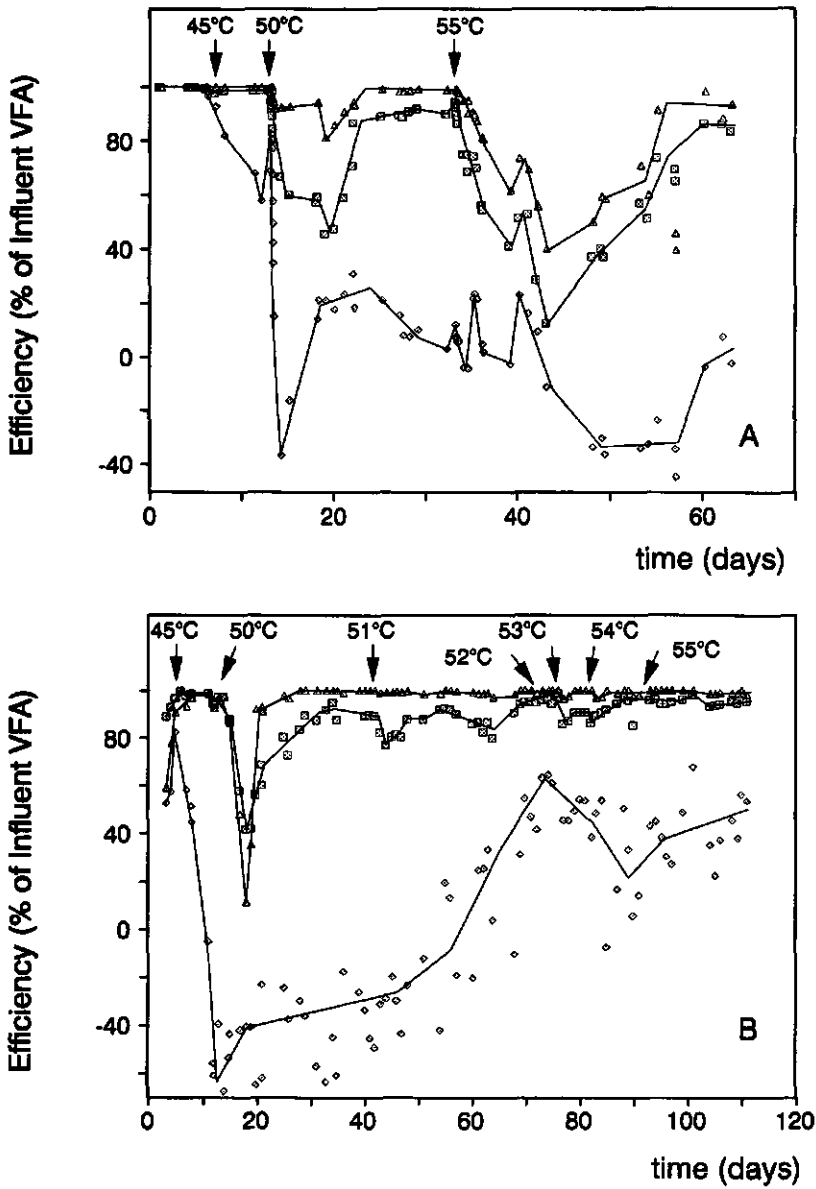 45°C 50°C 55°C
Efficiency (% of Influent VFA)
80
40
0
-40
A
0 20 40 60
time (days)
45°C 50°C 51°C 53°C 54°C
52°C 55°C
Efficiency (% of Influent VFA)
80
40
0
-40
B
0 20 40 60 80 100 120
time (days)